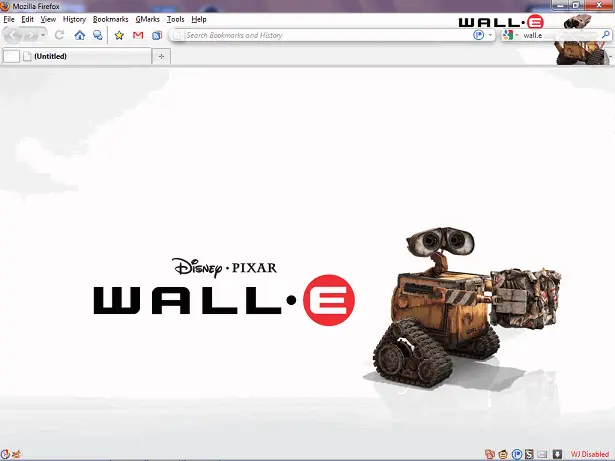 Mozilla Firefox
File Edit View History Bookmarks GMarks Tools Help
WALL·E
Search Bookmarks and History
wall.e
(Untitled)
Disney·PIXAR
WALL·E
WJ Disabled